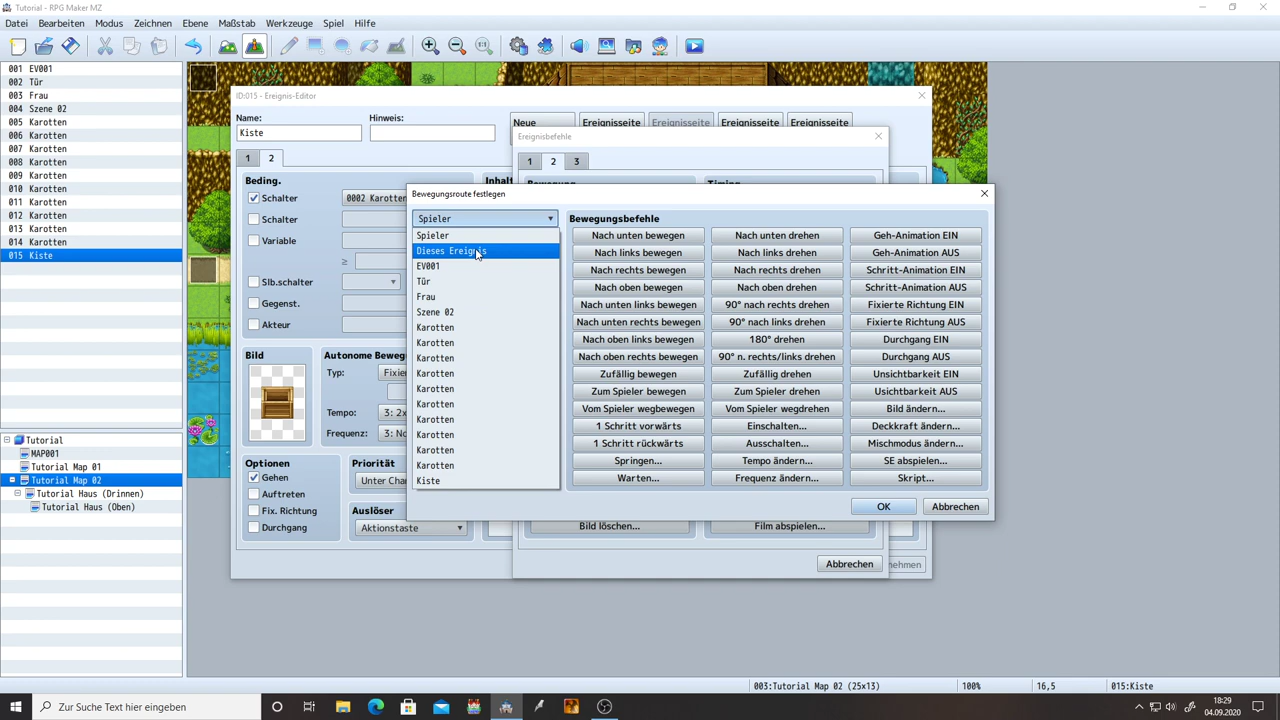 Tutorial - RPG Maker MZ
Datei Bearbeiten Modus Zeichnen Ebene Maßstab Werkzeuge Spiel Hilfe
001 EV001
002 Tür
003 Frau
004 Szene 02
005 Karotten
006 Karotten
007 Karotten
008 Karotten
009 Karotten
010 Karotten
011 Karotten
012 Karotten
013 Karotten
014 Karotten
015 Kiste
Tutorial
MAP001
Tutorial Map 01
Tutorial Map 02
Tutorial Haus (Drinnen)
Tutorial Haus (Oben)
ID:015 - Ereignis-Editor
Name: Hinweis:
Kiste
Neue Ereignisseite Ereignisseite Ereignisseite Ereignisseite
1 2
Beding.
Schalter 0002 Karotten
Schalter
Variable
≥
Slb.schalter
Gegenst.
Akteur
Bild
Autonome Bewegu
Typ: Fixier
Tempo: 3: 2x
Frequenz: 3: No
Optionen
Gehen
Auftreten
Fix. Richtung
Durchgang
Priorität
Unter Char
Auslöser
Aktionstaste
Inhalt
Ereignisbefehle
1 2 3
Bewegung Timing
Bild löschen... Film abspielen...
Abbrechen
nehmen
Bewegungsroute festlegen
Spieler
Spieler
Dieses Ereignis
EV001
Tür
Frau
Szene 02
Karotten
Karotten
Karotten
Karotten
Karotten
Karotten
Karotten
Karotten
Karotten
Karotten
Kiste
Bewegungsbefehle
Nach unten bewegen Nach unten drehen Geh-Animation EIN
Nach links bewegen Nach links drehen Geh-Animation AUS
Nach rechts bewegen Nach rechts drehen Schritt-Animation EIN
Nach oben bewegen Nach oben drehen Schritt-Animation AUS
Nach unten links bewegen 90° nach rechts drehen Fixierte Richtung EIN
Nach unten rechts bewegen 90° nach links drehen Fixierte Richtung AUS
Nach oben links bewegen 180° drehen Durchgang EIN
Nach oben rechts bewegen 90° n. rechts/links drehen Durchgang AUS
Zufällig bewegen Zufällig drehen Unsichtbarkeit EIN
Zum Spieler bewegen Zum Spieler drehen Usichtbarkeit AUS
Vom Spieler wegbewegen Vom Spieler wegdrehen Bild ändern...
1 Schritt vorwärts Einschalten... Deckkraft ändern...
1 Schritt rückwärts Ausschalten... Mischmodus ändern...
Springen... Tempo ändern... SE abspielen...
Warten... Frequenz ändern... Skript...
OK Abbrechen
003:Tutorial Map 02 (25x13) 100% 16,5 015:Kiste
Zur Suche Text hier eingeben
18:29
04.09.2020